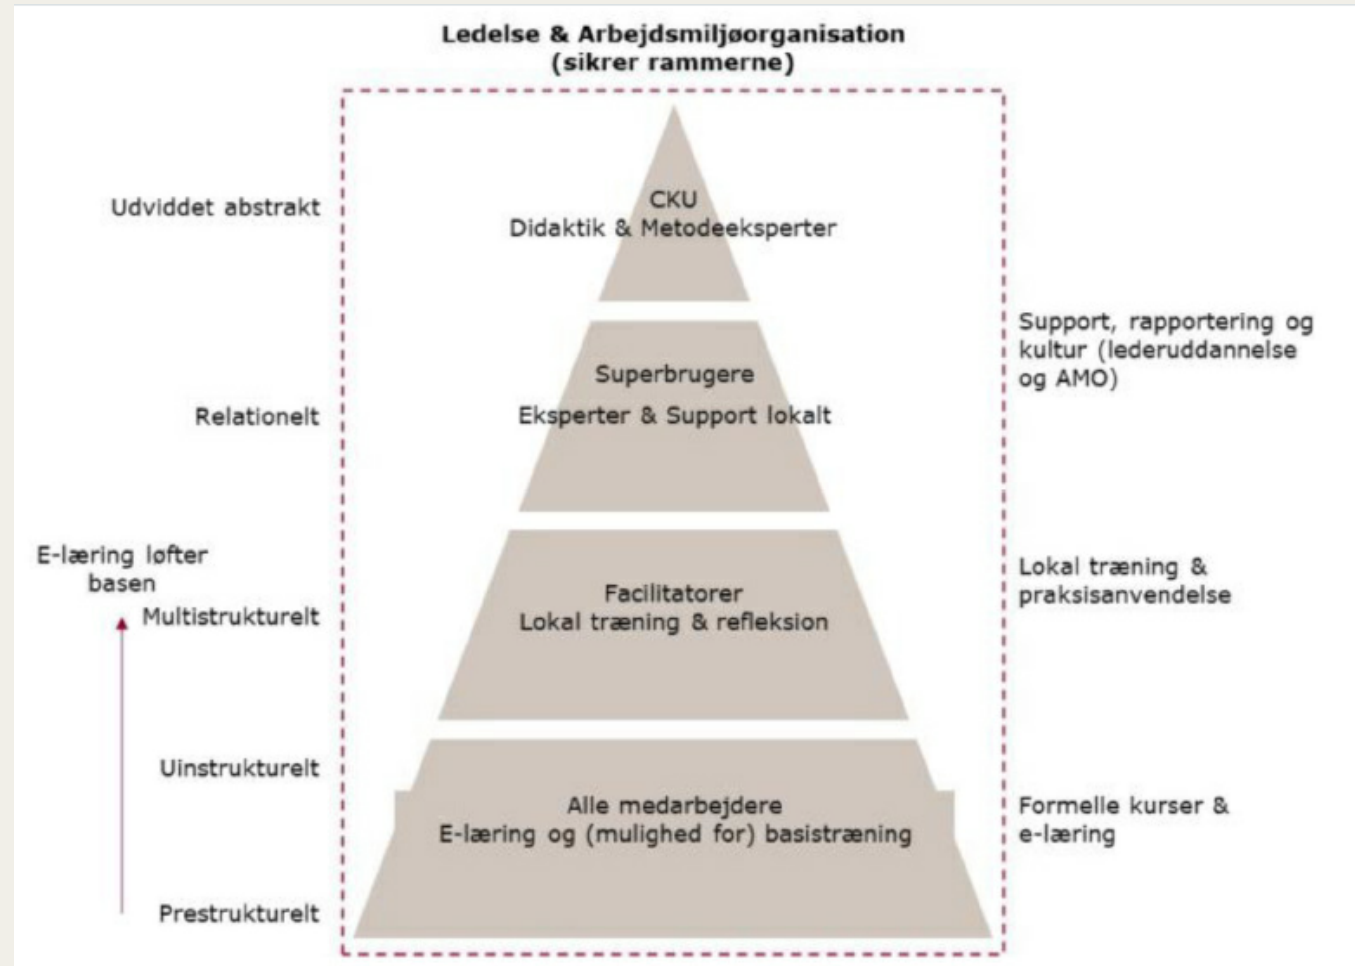 Ledelse & Arbejdsmiljøorganisation
(sikrer rammerne)
Udviddet abstrakt
CKU
Didaktik & Metodeeksperter
Support, rapportering og
kultur (lederuddannelse
og AMO)
Superbrugere
Eksperter & Support lokalt
Relationelt
E-læring løfter
basen
Multistrukturelt
Facilitatorer
Lokal træning & refleksion
Lokal træning &
praksisanvendelse
Uinstrukturelt
Alle medarbejdere
E-læring og (mulighed for) basistræning
Formelle kurser &
e-læring
Prestrukturelt